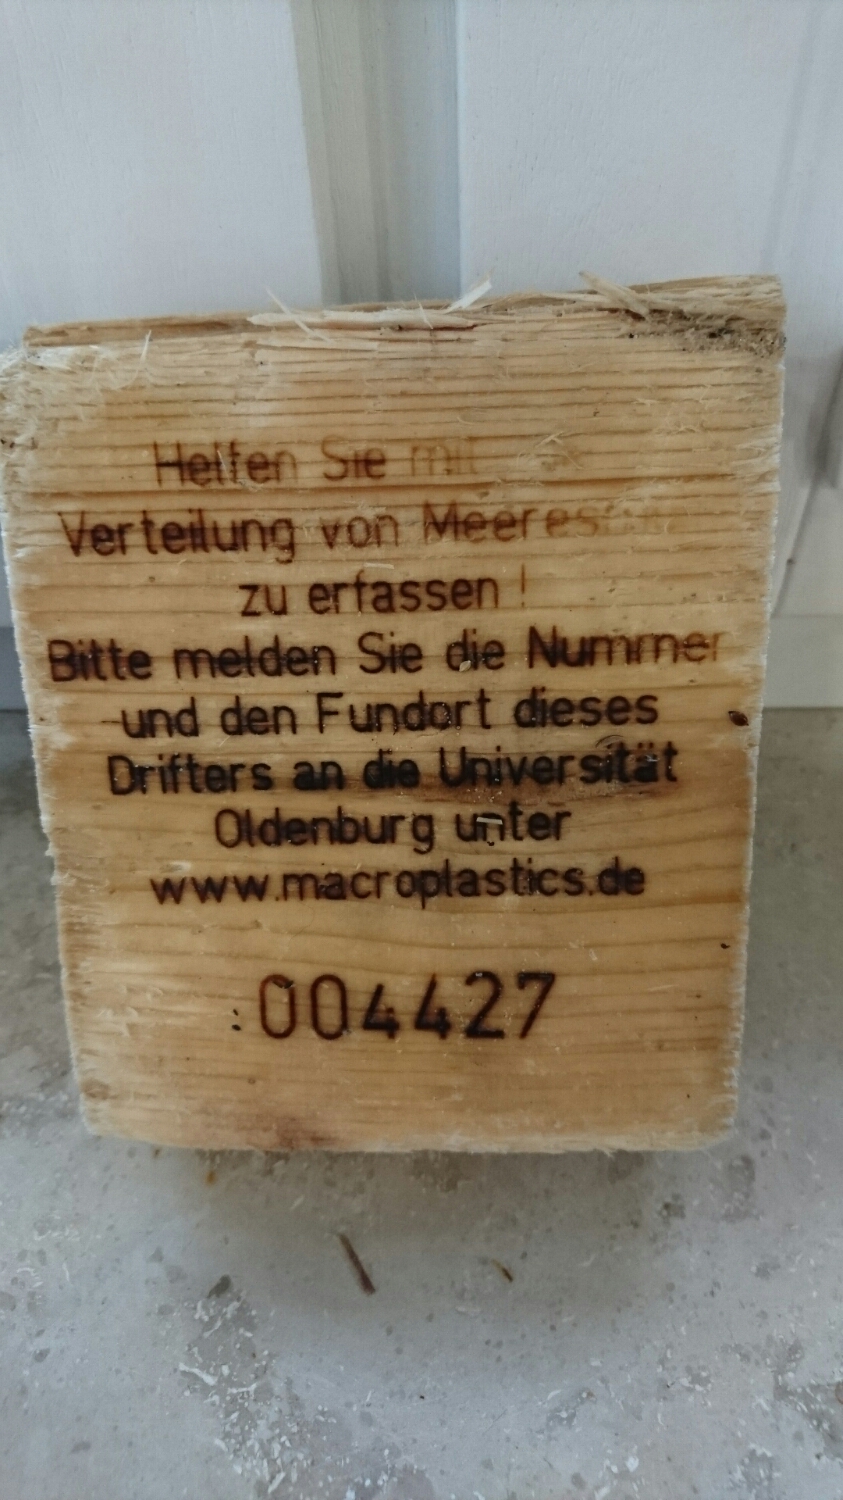 Helfen Sie mit
Verteilung von
zu erfassen !
Bitte melden Sie die Nummer
und den Fundort dieses
Drifters an die Universität
Oldenburg unter
www.macroplastics.de
:004427